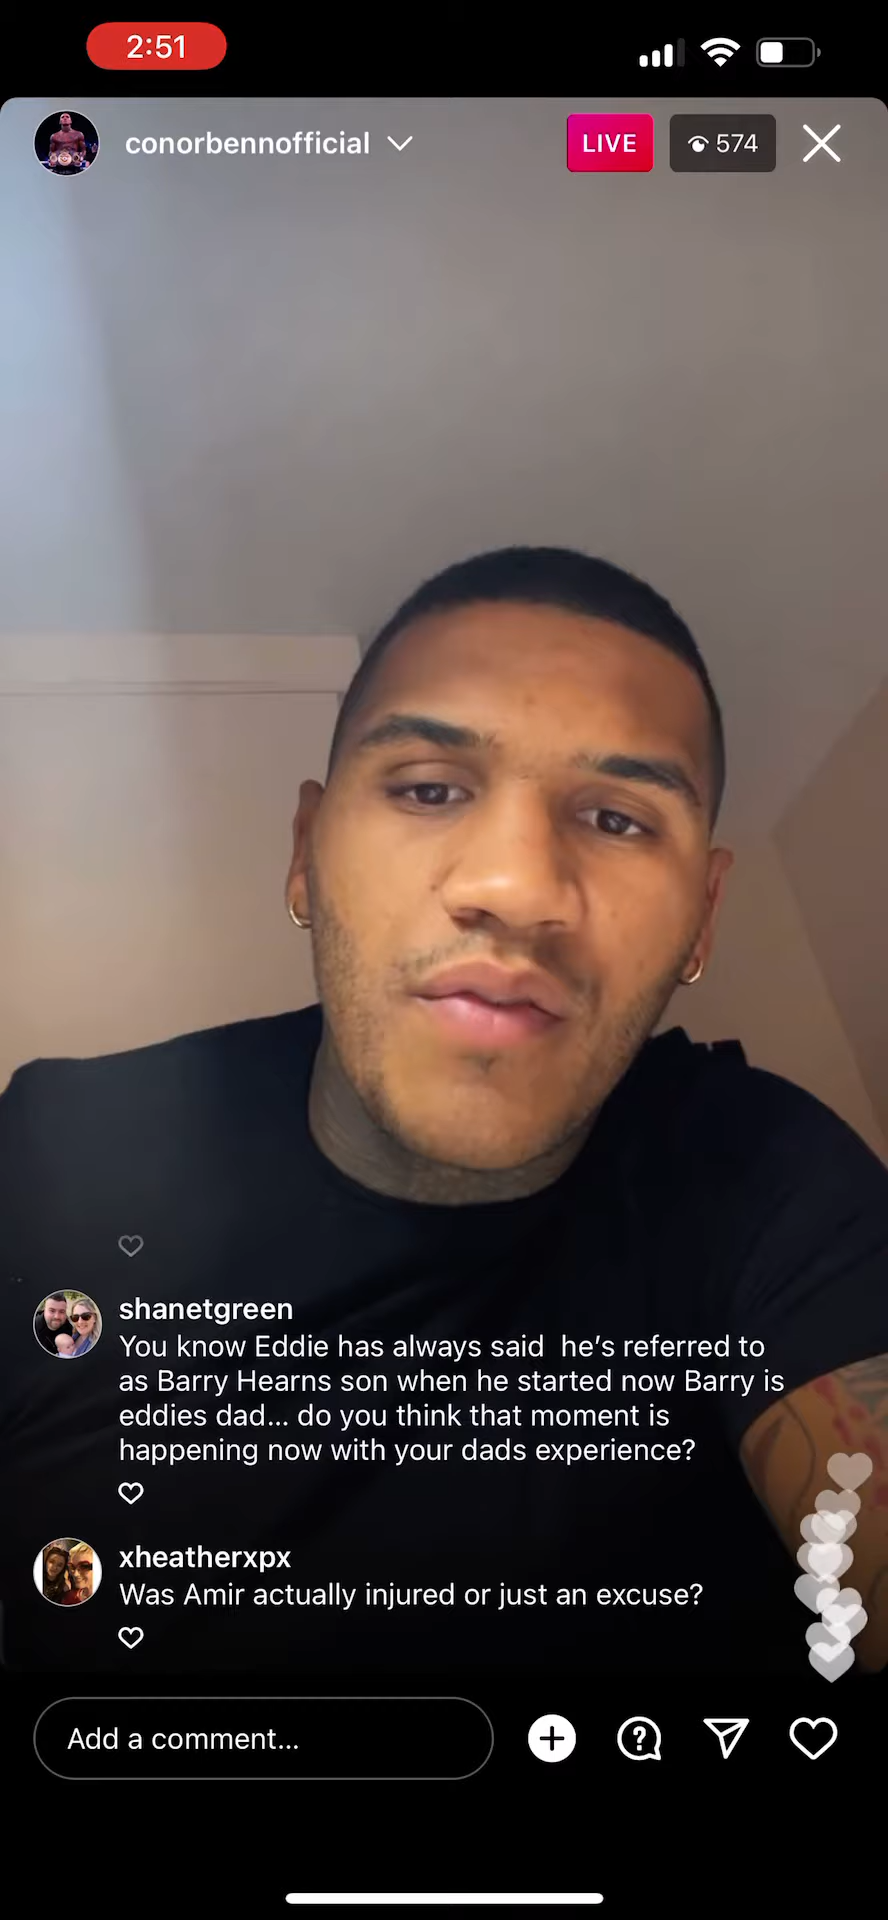 2:51
conorbennofficial
LIVE
574
shanetgreen
You know Eddie has always said  he’s referred to
as Barry Hearns son when he started now Barry is
eddies dad... do you think that moment is
happening now with your dads experience?
xheatherxpx
Was Amir actually injured or just an excuse?
Add a comment...